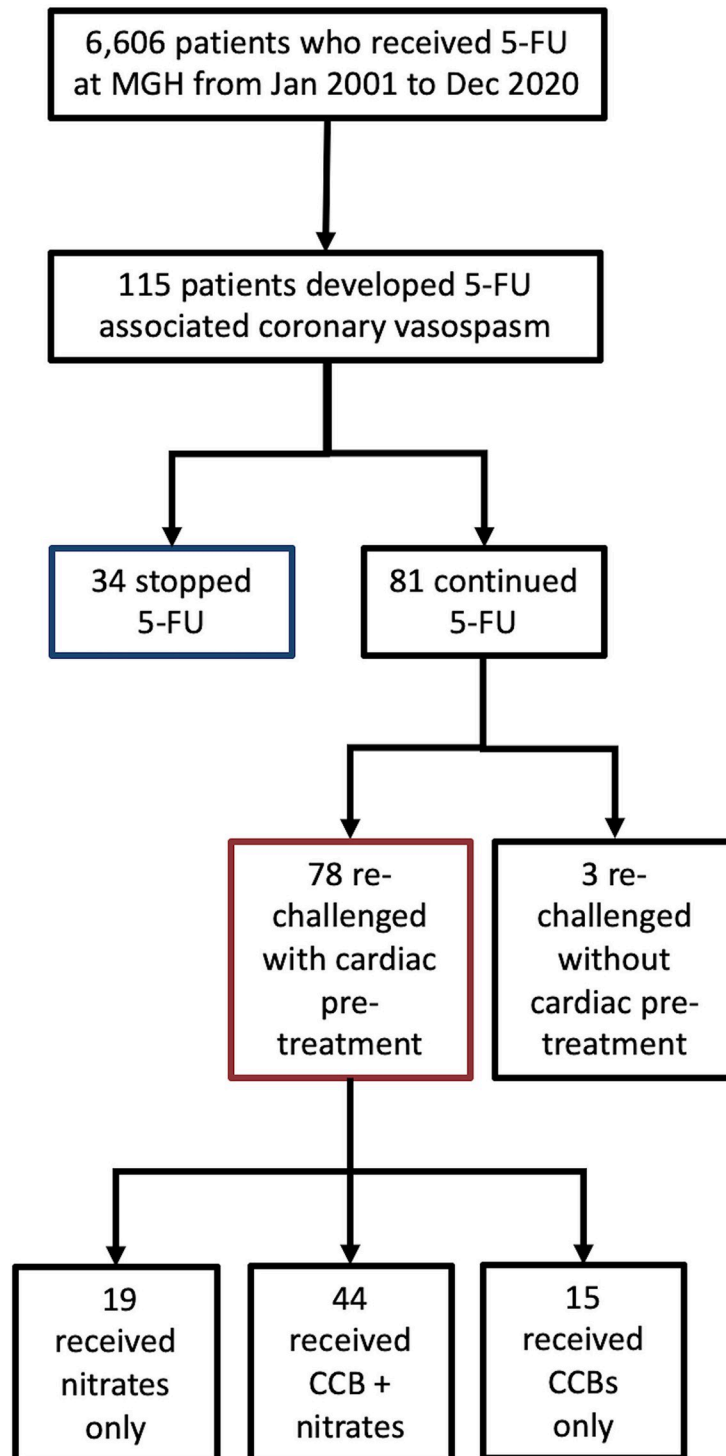 6,606 patients who received 5-FU
at MGH from Jan 2001 to Dec 2020
115 patients developed 5-FU
associated coronary vasospasm
34 stopped
5-FU
81 continued
5-FU
78 re-
challenged
with cardiac
pre-
treatment
3 re-
challenged
without
cardiac pre-
treatment
19
received
nitrates
only
44
received
CCB +
nitrates
15
received
CCBs
only